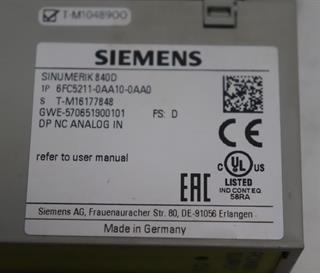 T-M1048900
SIEMENS
SINUMERIK 840D
1P 6FC5211-0AA10-0AA0
S T-M16177848
GWE-570651900101 FS: D
DP NC ANALOG IN
refer to user manual
C UL US
LISTED
IND CONT.EQ.
58RA
EAC
Siemens AG, Frauenauracher Str. 80, DE-91056 Erlangen
Made in Germany